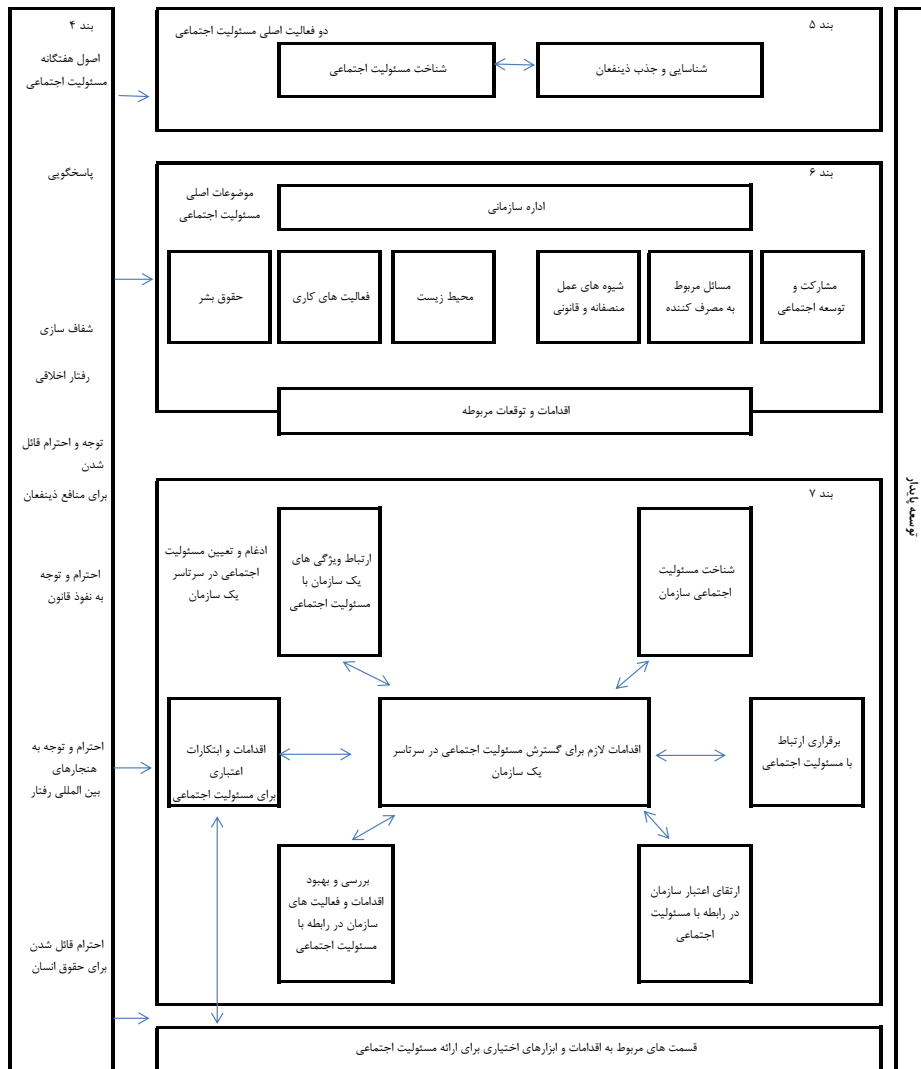 بند ۴
اصول هفتگانه
مسئولیت اجتماعی
پاسخگویی
شفاف سازی
رفتار اخلاقی
توجه و احترام قائل
شدن
برای منافع ذینفعان
احترام و توجه
به نفوذ قانون
احترام و توجه به
هنجارهای
بین المللی رفتار
احترام قائل شدن
برای حقوق انسان
بند ۵
دو فعالیت اصلی مسئولیت اجتماعی
شناسایی و جذب ذینفعان
شناخت مسئولیت اجتماعی
بند ۶
موضوعات اصلی
مسئولیت اجتماعی
اداره سازمانی
مشارکت و
توسعه اجتماعی
مسائل مربوط
به مصرف کننده
شیوه های عمل
منصفانه و قانونی
محیط زیست
فعالیت های کاری
حقوق بشر
اقدامات و توقعات مربوطه
بند ۷
ادغام و تعیین مسئولیت
اجتماعی در سرتاسر
یک سازمان
شناخت مسئولیت
اجتماعی سازمان
ارتباط ویژگی های
یک سازمان با
مسئولیت اجتماعی
برقراری ارتباط
با مسئولیت اجتماعی
اقدامات لازم برای گسترش مسئولیت اجتماعی در سرتاسر
یک سازمان
اقدامات و ابتکارات
اعتباری
برای مسئولیت اجتماعی
ارتقای اعتبار سازمان
در رابطه با مسئولیت
اجتماعی
بررسی و بهبود
اقدامات و فعالیت های
سازمان در رابطه با
مسئولیت اجتماعی
قسمت های مربوط به اقدامات و ابزارهای اختیاری برای ارائه مسئولیت اجتماعی
توسعه پایدار